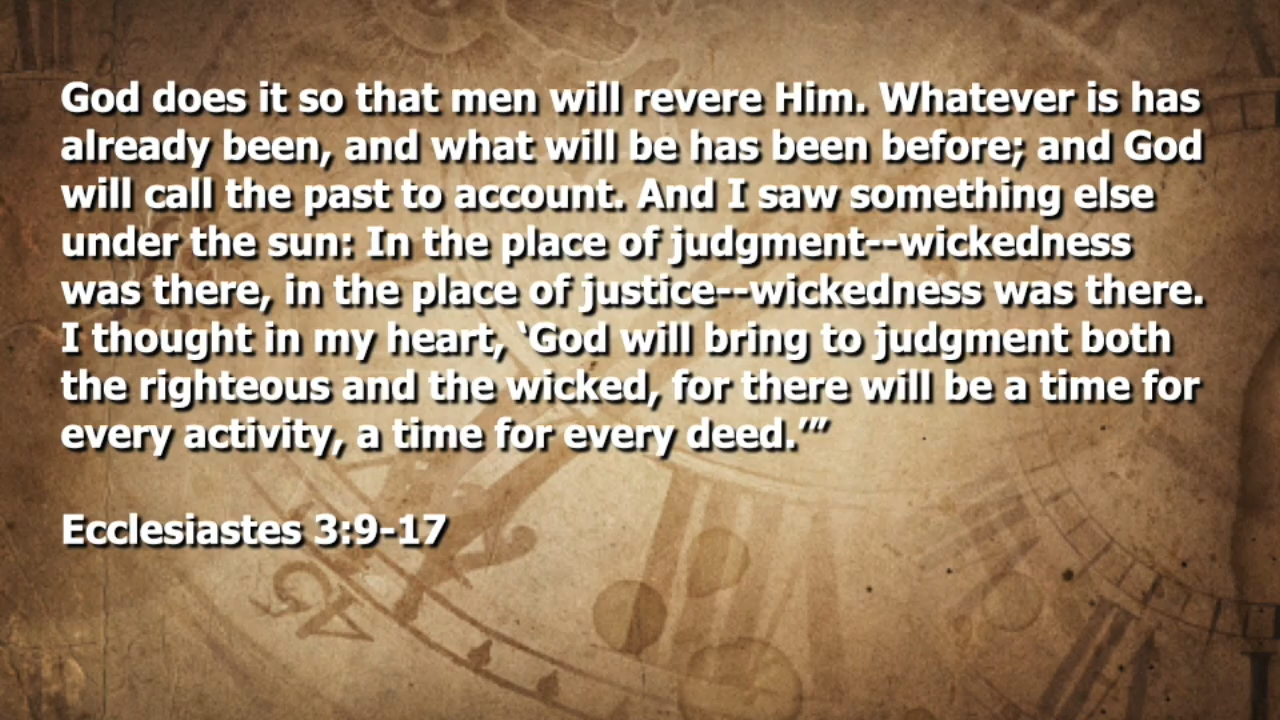 God does it so that men will revere Him. Whatever is has
already been, and what will be has been before; and God
will call the past to account. And I saw something else
under the sun: In the place of judgment--wickedness
was there, in the place of justice--wickedness was there.
I thought in my heart, ‘God will bring to judgment both
the righteous and the wicked, for there will be a time for
every activity, a time for every deed.’”
Ecclesiastes 3:9-17